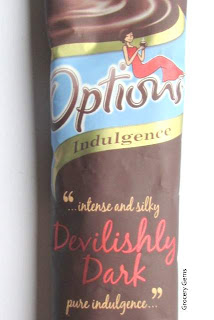 Options
Indulgence
“...intense and silky
Devilishly
Dark
pure indulgence...”
Grocery Gems